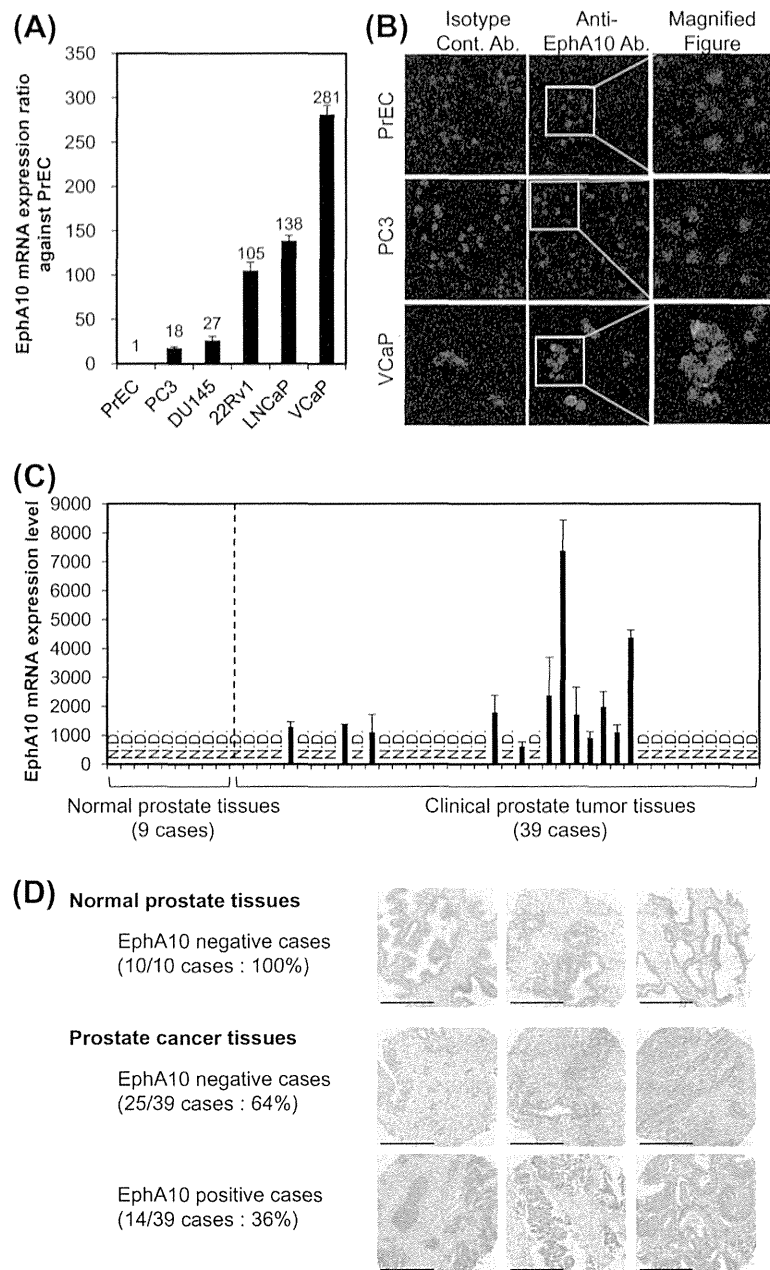 (A)
EphA10 mRNA expression ratio
against PrEC
350
300
250
200
150
100
50
0
1
18
27
105
138
281
PrEC
PC3
DU145
22Rv1
LNCaP
VCaP
(B)
Isotype
Cont. Ab.
Anti-
EphA10 Ab.
Magnified
Figure
PrEC
PC3
VCaP
(C)
EphA10 mRNA expression level
9000
8000
7000
6000
5000
4000
3000
2000
1000
0
N.D. N.D. N.D. N.D. N.D. N.D. N.D. N.D. N.D. N.D. N.D. N.D. N.D. N.D. N.D. N.D. N.D. N.D. N.D. N.D. N.D. N.D. N.D. N.D. N.D. N.D. N.D. N.D. N.D. N.D. N.D. N.D. N.D. N.D. N.D.
Normal prostate tissues
(9 cases)
Clinical prostate tumor tissues
(39 cases)
(D)
Normal prostate tissues
EphA10 negative cases
(10/10 cases : 100%)
Prostate cancer tissues
EphA10 negative cases
(25/39 cases : 64%)
EphA10 positive cases
(14/39 cases : 36%)